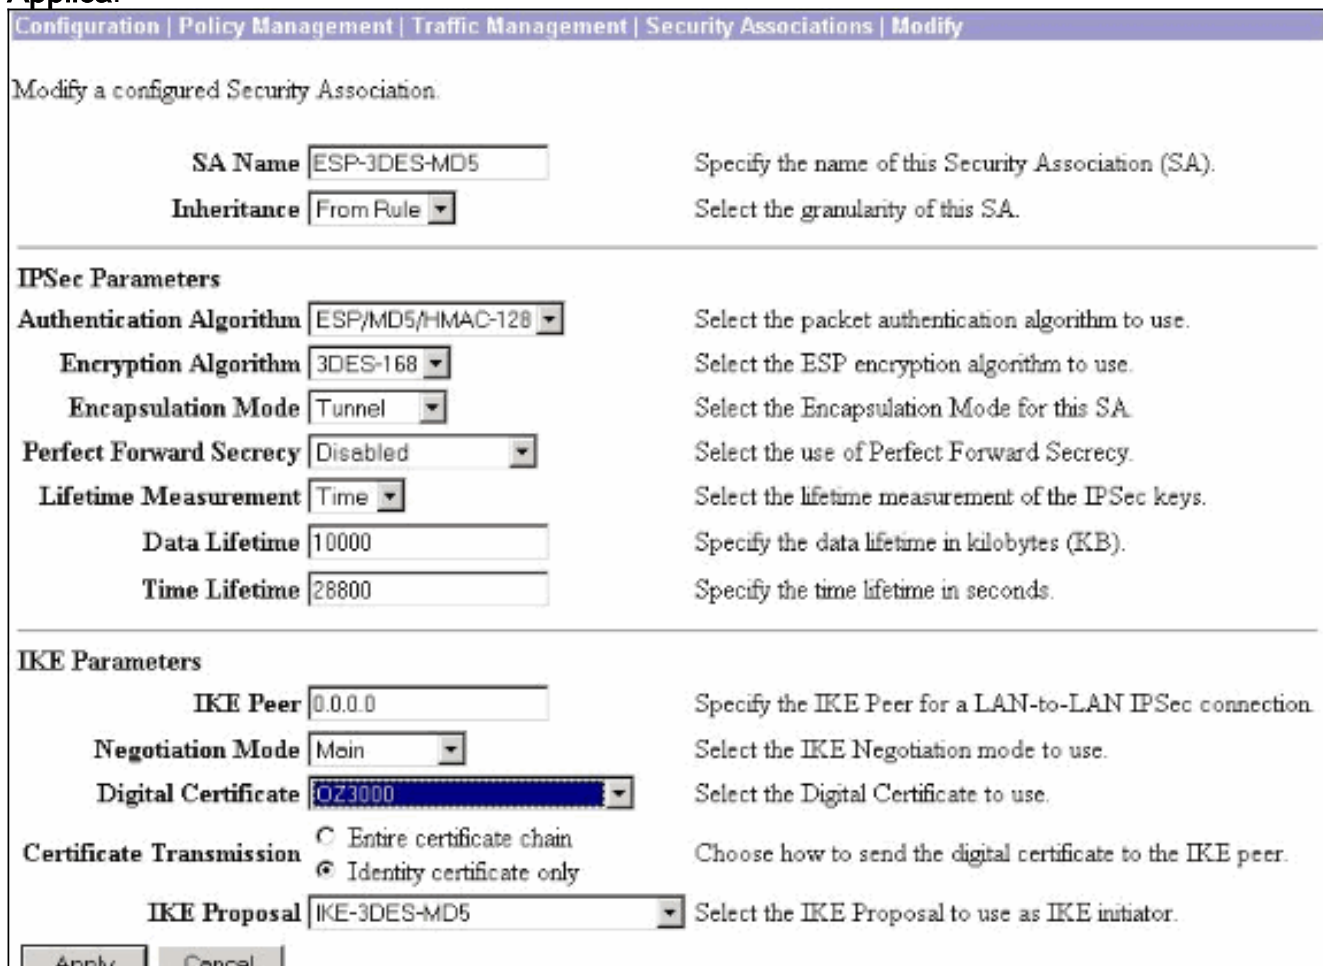 Applica.
Configuration | Policy Management | Traffic Management | Security Associations | Modify
Modify a configured Security Association.
SA Name ESP-3DES-MD5 Specify the name of this Security Association (SA).
Inheritance From Rule Select the granularity of this SA.
IPSec Parameters
Authentication Algorithm ESP/MD5/HMAC-128 Select the packet authentication algorithm to use.
Encryption Algorithm 3DES-168 Select the ESP encryption algorithm to use.
Encapsulation Mode Tunnel Select the Encapsulation Mode for this SA.
Perfect Forward Secrecy Disabled Select the use of Perfect Forward Secrecy.
Lifetime Measurement Time Select the lifetime measurement of the IPSec keys.
Data Lifetime 10000 Specify the data lifetime in kilobytes (KB).
Time Lifetime 28800 Specify the time lifetime in seconds.
IKE Parameters
IKE Peer 0.0.0.0 Specify the IKE Peer for a LAN-to-LAN IPSec connection.
Negotiation Mode Main Select the IKE Negotiation mode to use.
Digital Certificate OZ3000 Select the Digital Certificate to use.
Certificate Transmission Entire certificate chain
Identity certificate only Choose how to send the digital certificate to the IKE peer.
IKE Proposal IKE-3DES-MD5 Select the IKE Proposal to use as IKE initiator.
Apply Cancel